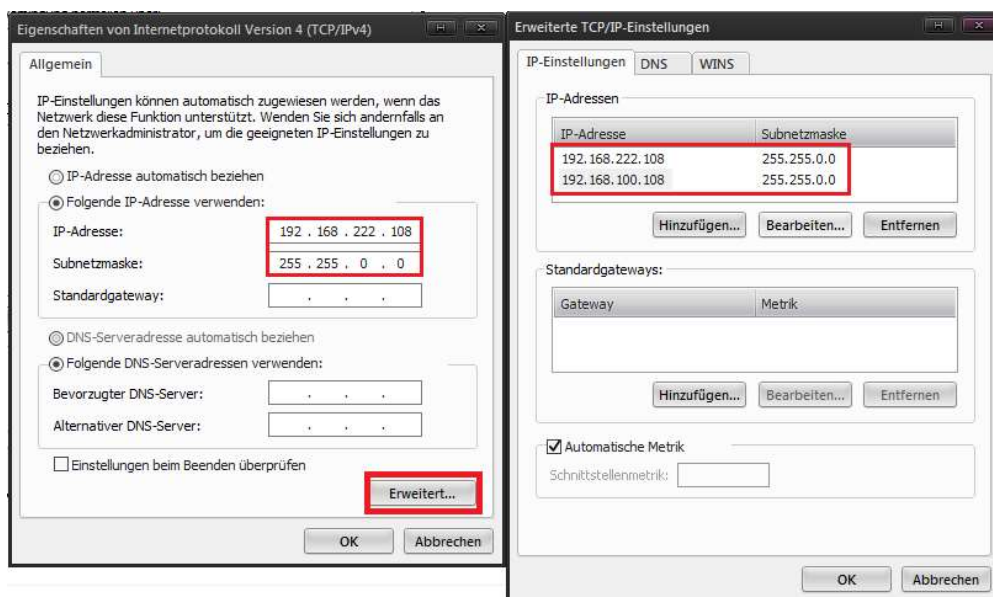 Eigenschaften von Internetprotokoll Version 4 (TCP/IPv4)
Allgemein
IP-Einstellungen können automatisch zugewiesen werden, wenn das
Netzwerk diese Funktion unterstützt. Wenden Sie sich andernfalls an
den Netzwerkadministrator, um die geeigneten IP-Einstellungen zu
beziehen.
IP-Adresse automatisch beziehen
Folgende IP-Adresse verwenden:
IP-Adresse: 192 . 168 . 222 . 108
Subnetzmaske: 255 . 255 . 0 . 0
Standardgateway: . . .
DNS-Serveradresse automatisch beziehen
Folgende DNS-Serveradressen verwenden:
Bevorzugter DNS-Server: . . .
Alternativer DNS-Server: . . .
Einstellungen beim Beenden überprüfen
Erweitert...
OK Abbrechen
Erweiterte TCP/IP-Einstellungen
IP-Einstellungen DNS WINS
IP-Adressen
IP-Adresse Subnetzmaske
192.168.222.108 255.255.0.0
192.168.100.108 255.255.0.0
Hinzufügen... Bearbeiten... Entfernen
Standardgateways:
Gateway Metrik
Hinzufügen... Bearbeiten... Entfernen
Automatische Metrik
Schnittstellenmetrik:
OK Abbrechen